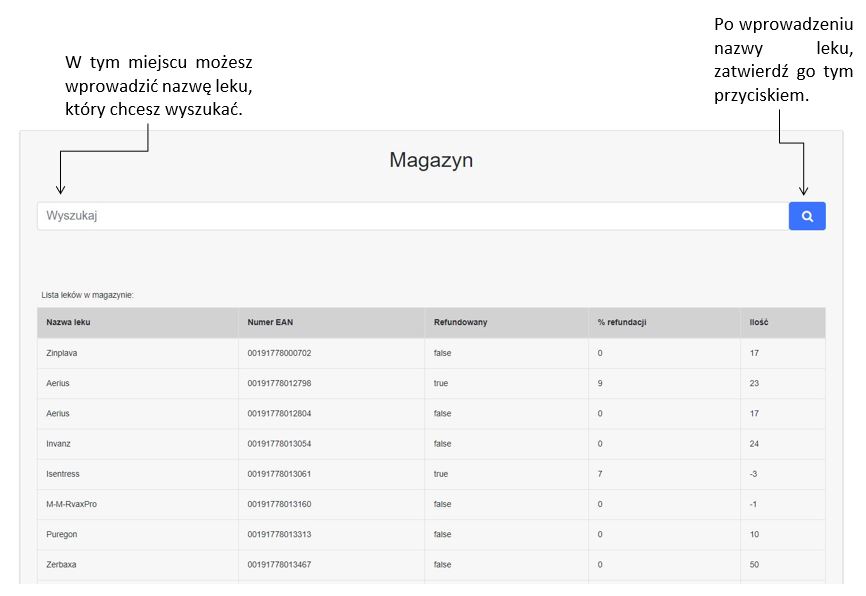 W tym miejscu możesz
wprowadzić nazwę leku,
który chcesz wyszukać.
Po wprowadzeniu
nazwy leku,
zatwierdź go tym
przyciskiem.
Magazyn
Wyszukaj
Lista leków w magazynie:
Nazwa leku Numer EAN Refundowany % refundacji Ilość
Zinplava 00191778000702 false 0 17
Aerius 00191778012798 true 9 23
Aerius 00191778012804 false 0 17
Invanz 00191778013054 false 0 24
Isentress 00191778013061 true 7 -3
M-M-RvaxPro 00191778013160 false 0 -1
Puregon 00191778013313 false 0 10
Zerbaxa 00191778013467 false 0 50